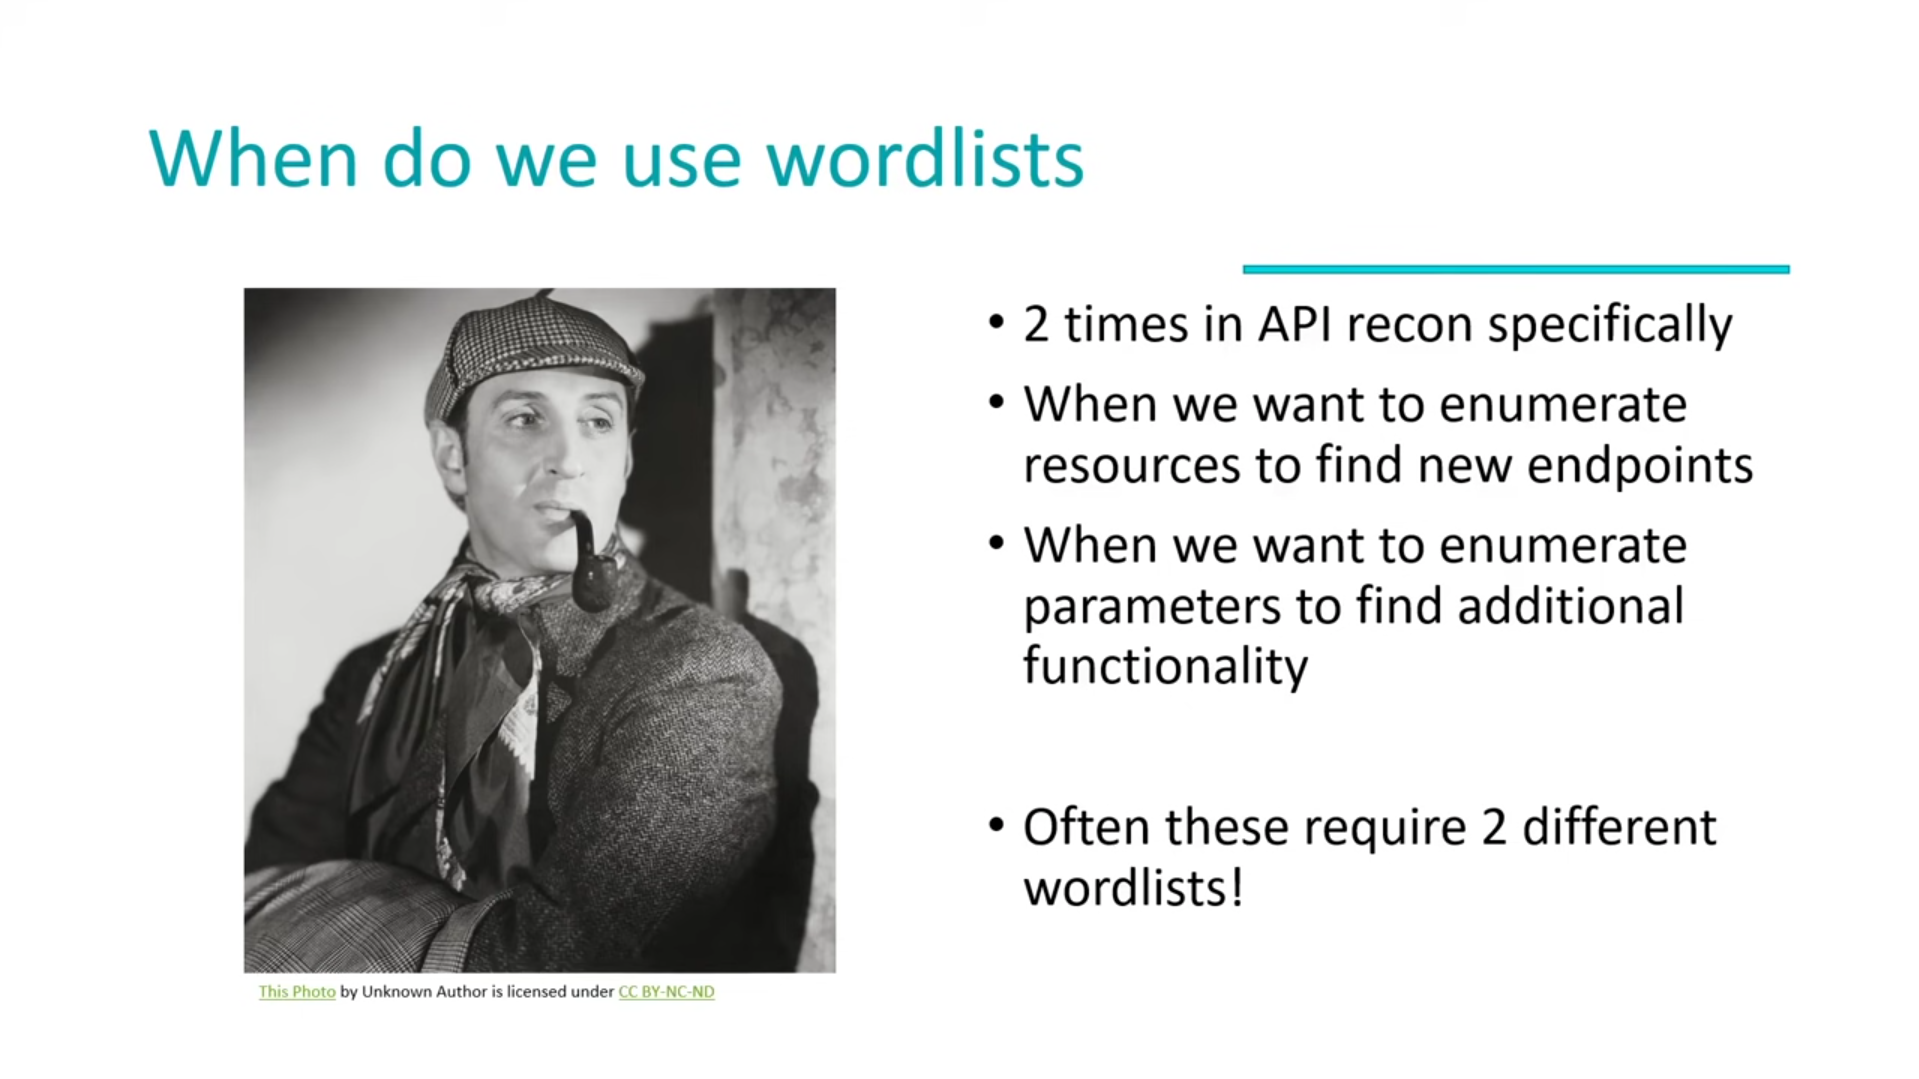 When do we use wordlists
• 2 times in API recon specifically
• When we want to enumerate
resources to find new endpoints
• When we want to enumerate
parameters to find additional
functionality
• Often these require 2 different
wordlists!
This Photo by Unknown Author is licensed under CC BY-NC-ND